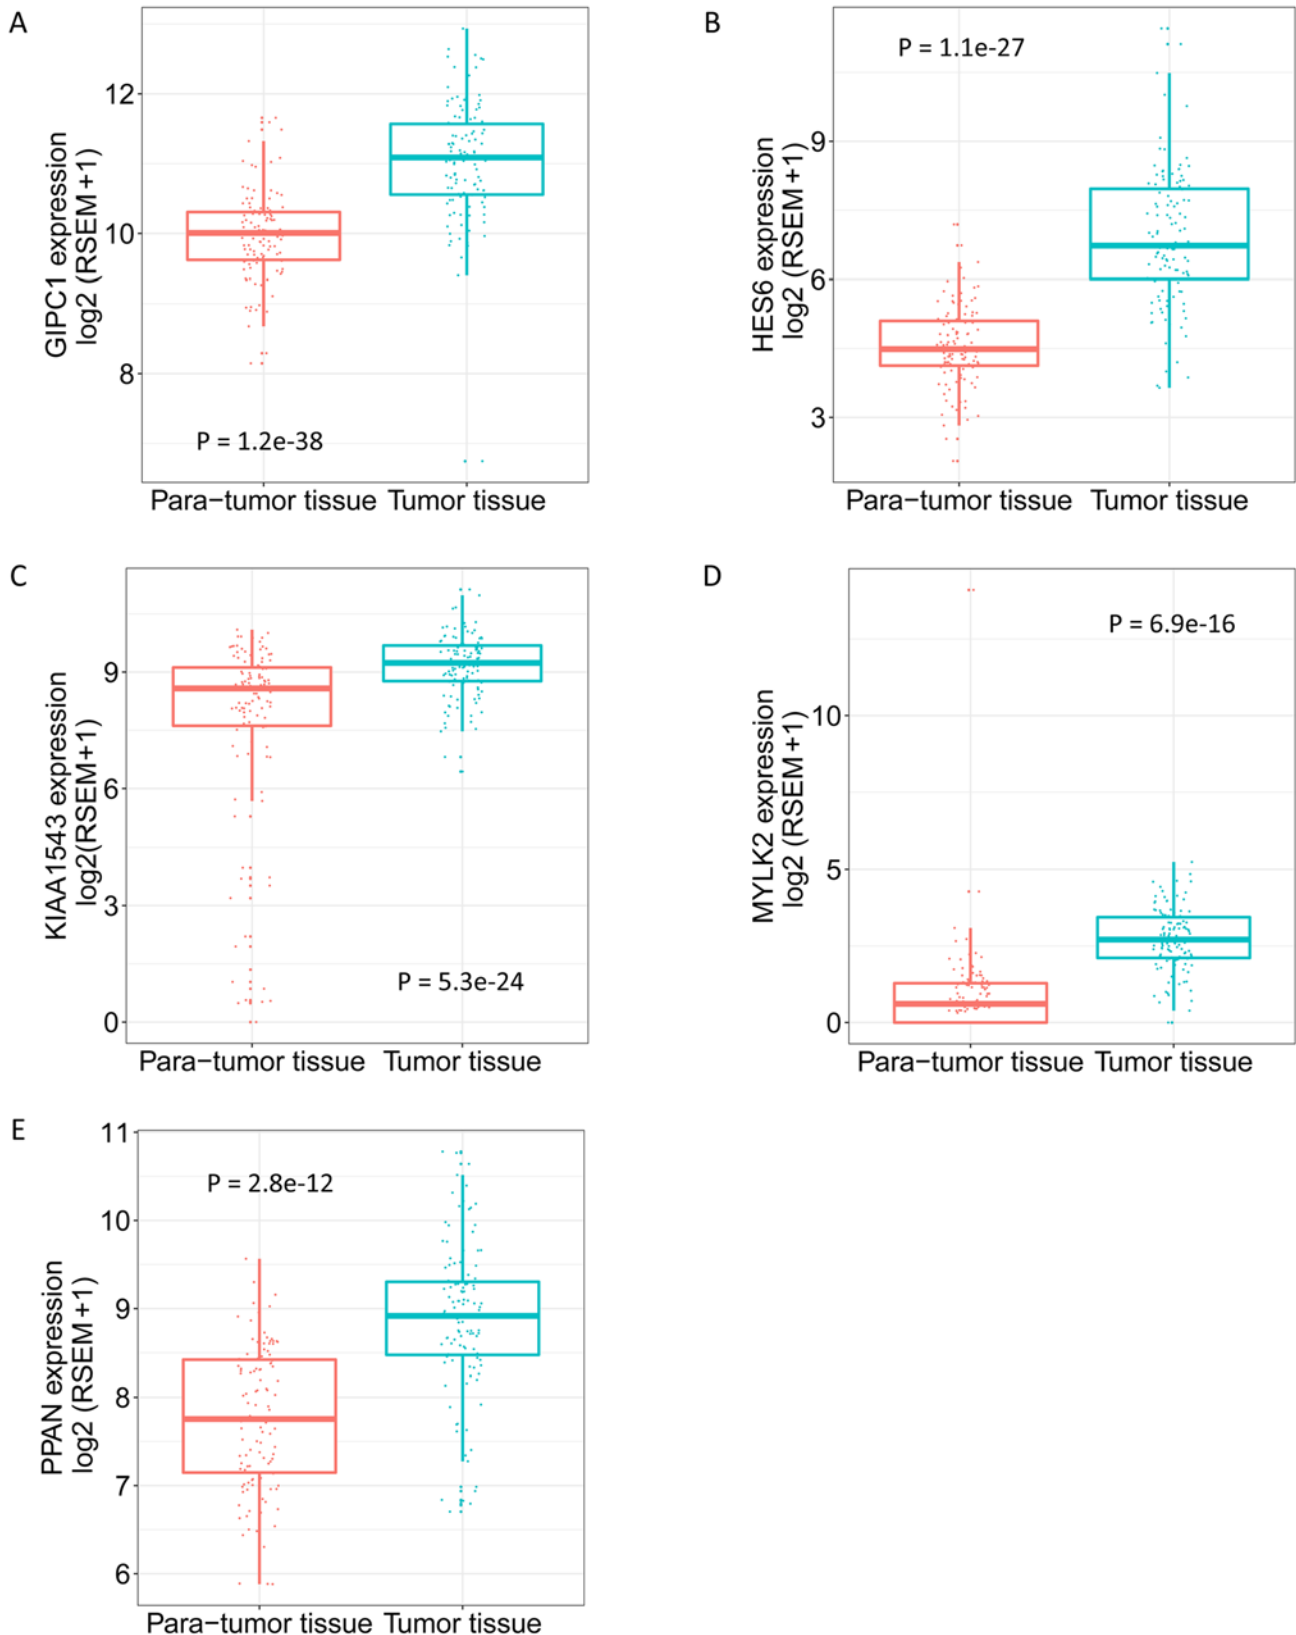 A
GIPC1 expression
log2 (RSEM+1)
12
10
8
P = 1.2e-38
Para-tumor tissue Tumor tissue
B
HES6 expression
log2 (RSEM+1)
9
6
3
P = 1.1e-27
Para-tumor tissue Tumor tissue
C
KIAA1543 expression
log2(RSEM+1)
9
6
3
0
P = 5.3e-24
Para-tumor tissue Tumor tissue
D
MYLK2 expression
log2 (RSEM+1)
10
5
0
P = 6.9e-16
Para-tumor tissue Tumor tissue
E
PPAN expression
log2 (RSEM+1)
11
10
9
8
7
6
P = 2.8e-12
Para-tumor tissue Tumor tissue